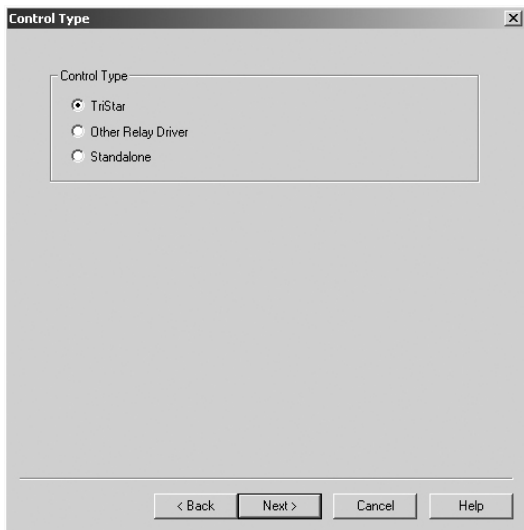 Control Type
Control Type
TriStar
Other Relay Driver
Standalone
< Back Next > Cancel Help